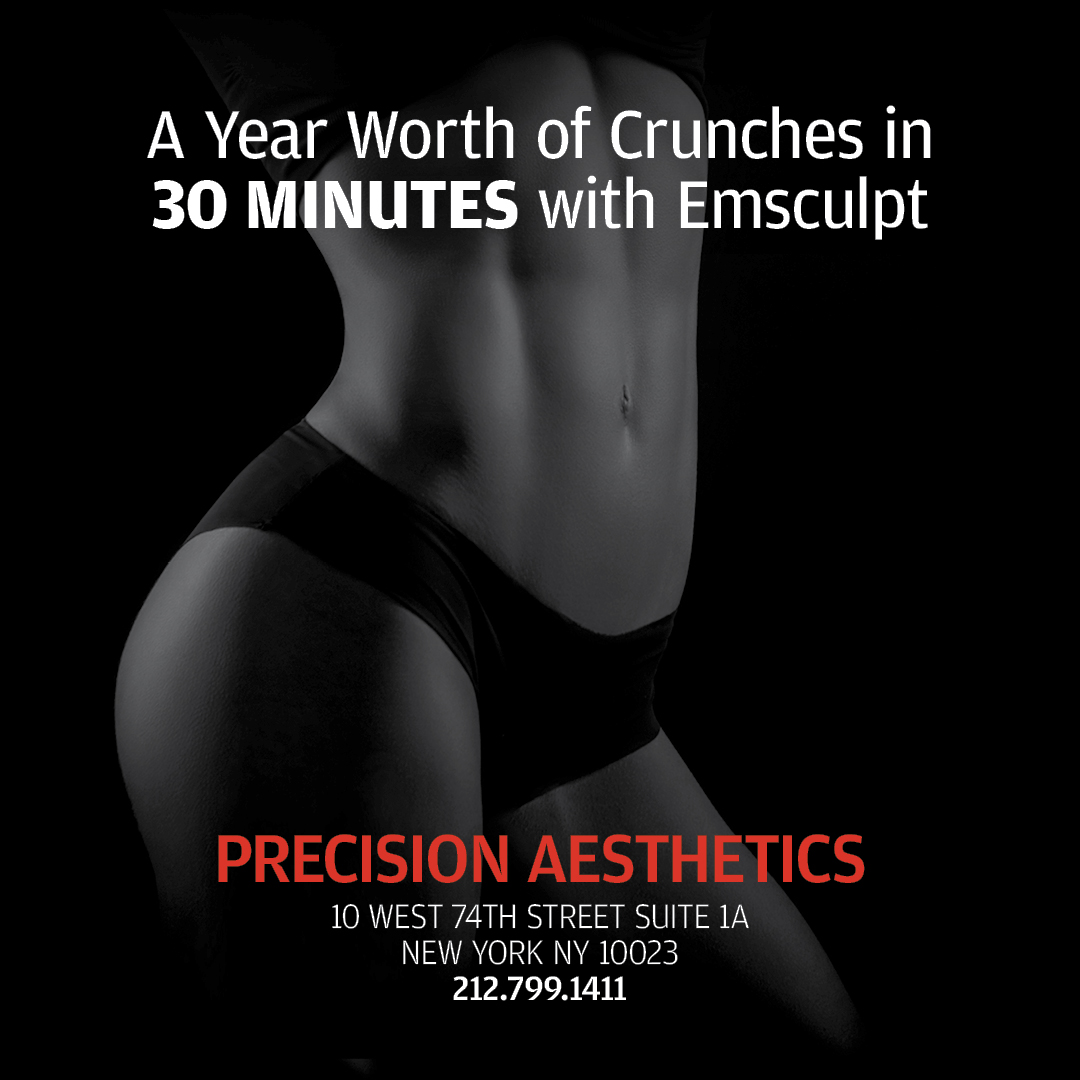 A Year Worth of Crunches in
30 MINUTES with Emsculpt
PRECISION AESTHETICS
10 WEST 74TH STREET SUITE 1A
NEW YORK NY 10023
212.799.1411